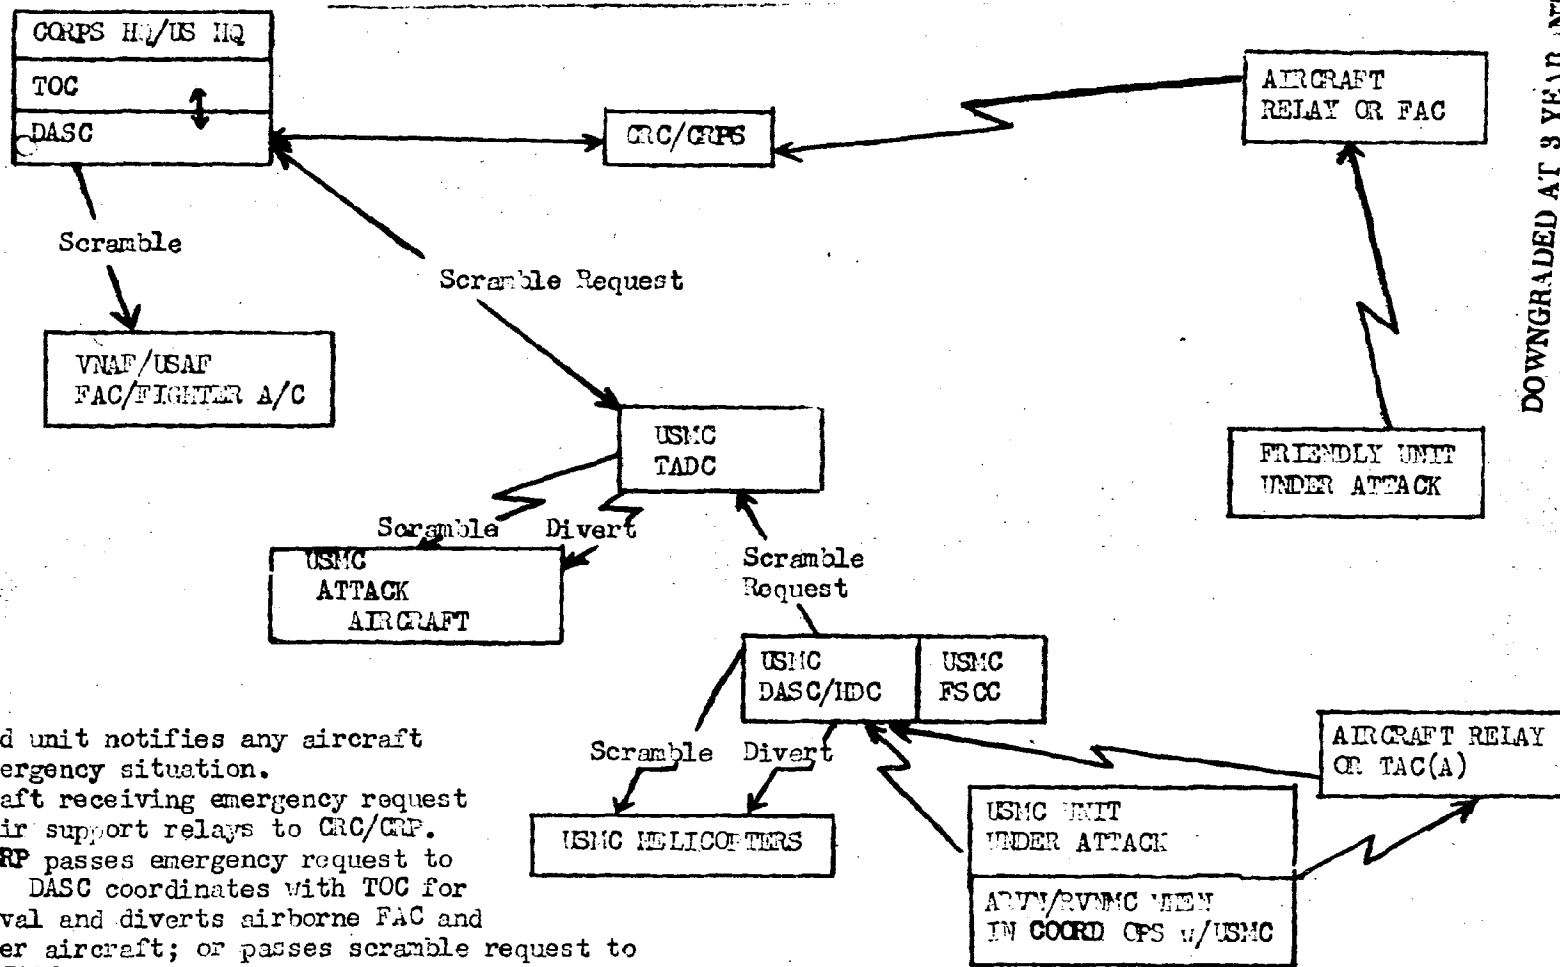 CORPS HQ/US HQ
TOC
DASC
CRC/CRPS
AIRCRAFT
RELAY OR FAC
DOWNGRADED AT 3 YEAR
Scramble
Scramble Request
VNAF/USAF
FAC/FIGHTER A/C
USMC
TADC
FRIENDLY UNIT
UNDER ATTACK
Scramble
Divert
USMC
ATTACK
AIRCRAFT
Scramble
Request
USMC
DASC/HDC
USMC
FSCC
Scramble
Divert
USMC HELICOPTERS
AIRCRAFT RELAY
OR TAC(A)
USMC UNIT
UNDER ATTACK
ARVN/RVNMC WHEN
IN COORD OPS w/USMC
d unit notifies any aircraft
ergency situation.
aft receiving emergency request
ir support relays to CRC/CRP.
RP passes emergency request to
DASC coordinates with TOC for
val and diverts airborne FAC and
er aircraft; or passes scramble request to